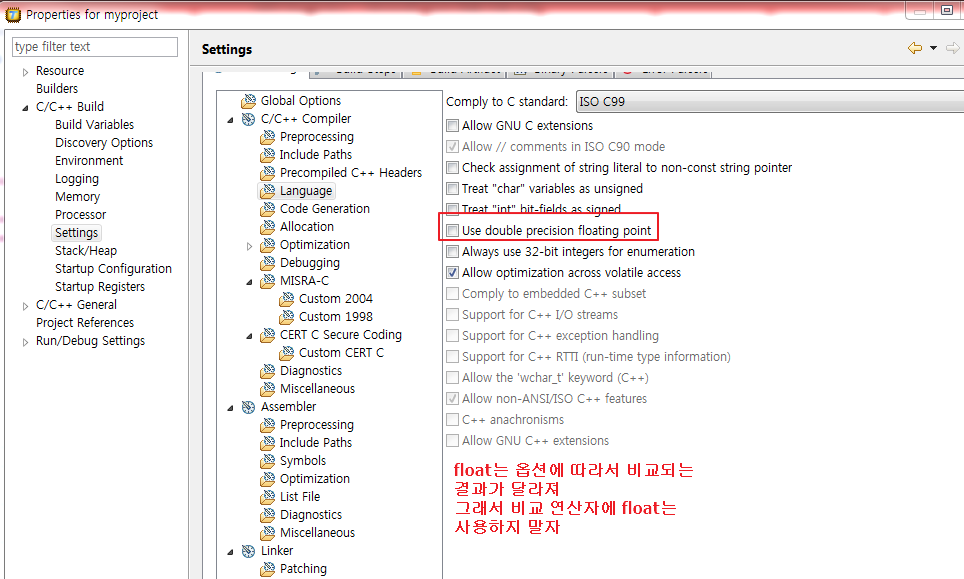 Properties for myproject
type filter text
Resource
Builders
C/C++ Build
Build Variables
Discovery Options
Environment
Logging
Memory
Processor
Settings
Stack/Heap
Startup Configuration
Startup Registers
C/C++ General
Project References
Run/Debug Settings
Settings
Global Options
C/C++ Compiler
Preprocessing
Include Paths
Precompiled C++ Headers
Language
Code Generation
Allocation
Optimization
Debugging
MISRA-C
Custom 2004
Custom 1998
CERT C Secure Coding
Custom CERT C
Diagnostics
Miscellaneous
Assembler
Preprocessing
Include Paths
Symbols
Optimization
List File
Diagnostics
Miscellaneous
Linker
Patching
Comply to C standard: ISO C99
Allow GNU C extensions
Allow // comments in ISO C90 mode
Check assignment of string literal to non-const string pointer
Treat "char" variables as unsigned
Treat "int" bit-fields as signed
Use double precision floating point
Always use 32-bit integers for enumeration
Allow optimization across volatile access
Comply to embedded C++ subset
Support for C++ I/O streams
Support for C++ exception handling
Support for C++ RTTI (run-time type information)
Allow the 'wchar_t' keyword (C++)
Allow non-ANSI/ISO C++ features
C++ anachronisms
Allow GNU C++ extensions
float는 옵션에 따라서 비교되는
결과가 달라져
그래서 비교 연산자에 float는
사용하지 말자